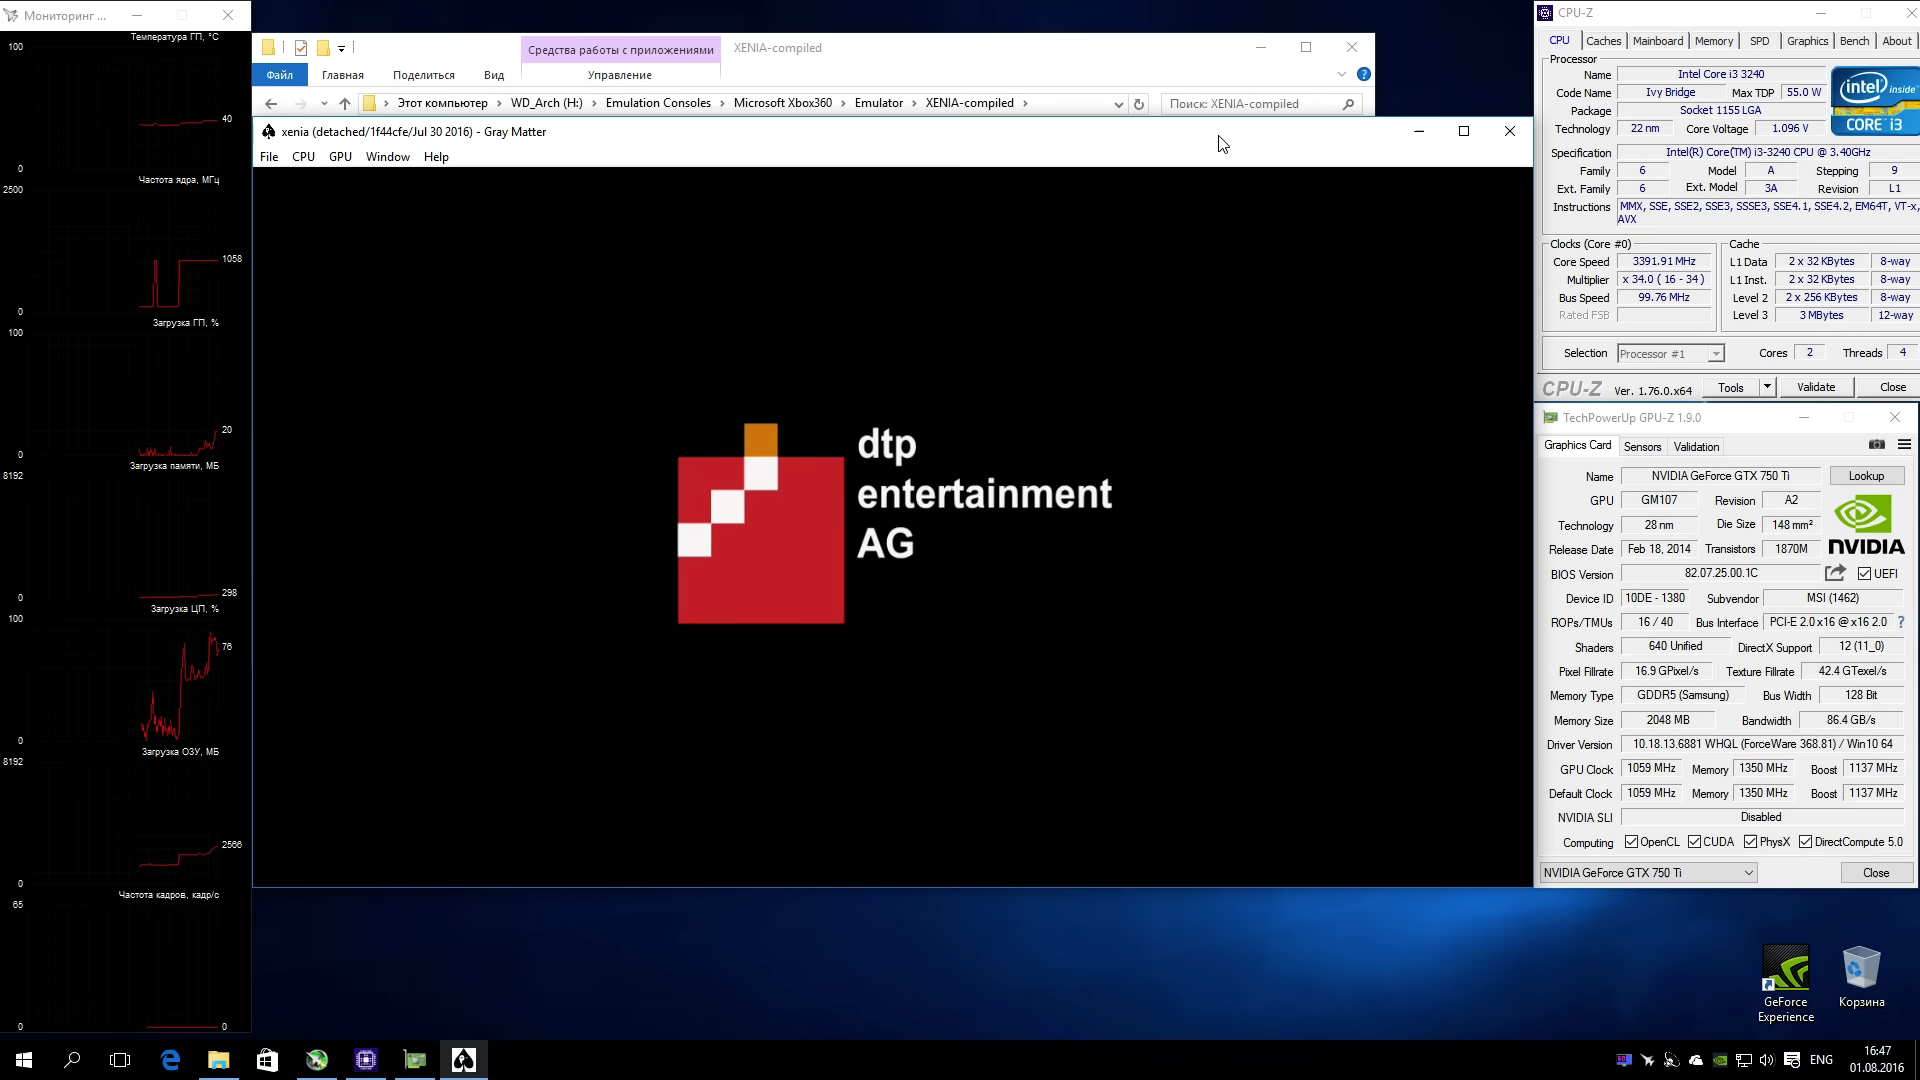 Мониторинг ...
Температура ГП, °C
100
40
0
Частота ядра, МГц
2500
1058
0
Загрузка ГП, %
100
20
0
Загрузка памяти, МБ
8192
298
0
Загрузка ЦП, %
100
76
0
Загрузка ОЗУ, МБ
8192
2566
0
Частота кадров, кадр/с
65
0
0
Средства работы с приложениями
XENIA-compiled
Файл
Главная
Поделиться
Вид
Управление
Этот компьютер
WD_Arch (H:)
Emulation Consoles
Microsoft Xbox360
Emulator
XENIA-compiled
Поиск: XENIA-compiled
xenia (detached/1f44cfe/Jul 30 2016) - Gray Matter
File CPU GPU Window Help
dtp
entertainment
AG
CPU-Z
CPU Caches Mainboard Memory SPD Graphics Bench About
Processor
Name Intel Core i3 3240
Code Name Ivy Bridge Max TDP 55.0 W
Package Socket 1155 LGA
Technology 22 nm Core Voltage 1.096 V
intel inside™
CORE i3
Specification Intel(R) Core(TM) i3-3240 CPU @ 3.40GHz
Family 6 Model A Stepping 9
Ext. Family 6 Ext. Model 3A Revision L1
Instructions MMX, SSE, SSE2, SSE3, SSSE3, SSE4.1, SSE4.2, EM64T, VT-x,
AVX
Clocks (Core #0)
Core Speed 3391.91 MHz
Multiplier x 34.0 ( 16 - 34 )
Bus Speed 99.76 MHz
Rated FSB
Cache
L1 Data 2 x 32 KBytes 8-way
L1 Inst. 2 x 32 KBytes 8-way
Level 2 2 x 256 KBytes 8-way
Level 3 3 MBytes 12-way
Selection Processor #1 Cores 2 Threads 4
CPU-Z Ver. 1.76.0.x64 Tools Validate Close
TechPowerUp GPU-Z 1.9.0
Graphics Card Sensors Validation
Name NVIDIA GeForce GTX 750 Ti Lookup
GPU GM107 Revision A2
Technology 28 nm Die Size 148 mm²
Release Date Feb 18, 2014 Transistors 1870M
NVIDIA
BIOS Version 82.07.25.00.1C UEFI
Device ID 10DE - 1380 Subvendor MSI (1462)
ROPs/TMUs 16 / 40 Bus Interface PCI-E 2.0 x16 @ x16 2.0 ?
Shaders 640 Unified DirectX Support 12 (11_0)
Pixel Fillrate 16.9 GPixel/s Texture Fillrate 42.4 GTexel/s
Memory Type GDDR5 (Samsung) Bus Width 128 Bit
Memory Size 2048 MB Bandwidth 86.4 GB/s
Driver Version 10.18.13.6881 WHQL (ForceWare 368.81) / Win10 64
GPU Clock 1059 MHz Memory 1350 MHz Boost 1137 MHz
Default Clock 1059 MHz Memory 1350 MHz Boost 1137 MHz
NVIDIA SLI Disabled
Computing OpenCL CUDA PhysX DirectCompute 5.0
NVIDIA GeForce GTX 750 Ti Close
GeForce
Experience
Корзина
ENG
16:47
01.08.2016